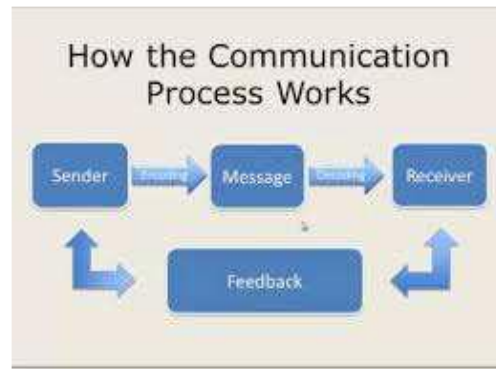 How the Communication
Process Works
Sender
Encoding
Message
Decoding
Receiver
Feedback